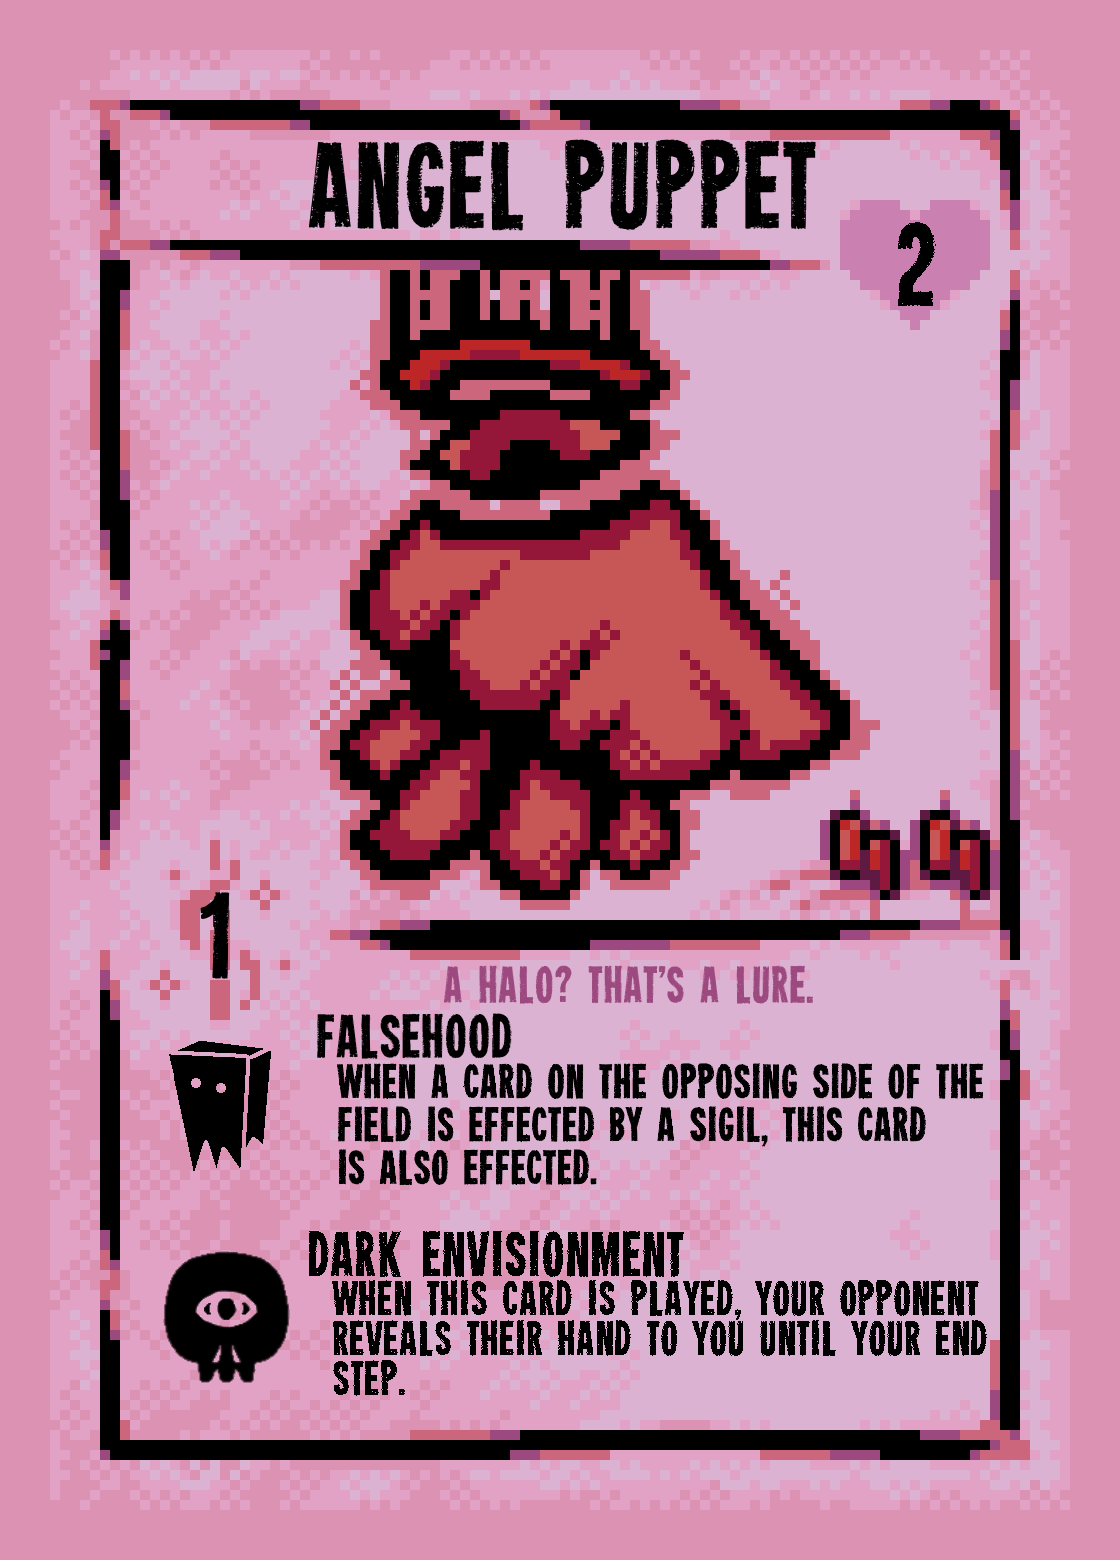 ANGEL PUPPET
2
1
A HALO? THAT'S A LURE.
FALSEHOOD
WHEN A CARD ON THE OPPOSING SIDE OF THE
FIELD IS EFFECTED BY A SIGIL, THIS CARD
IS ALSO EFFECTED.
DARK ENVISIONMENT
WHEN THIS CARD IS PLAYED, YOUR OPPONENT
REVEALS THEIR HAND TO YOU UNTIL YOUR END
STEP.